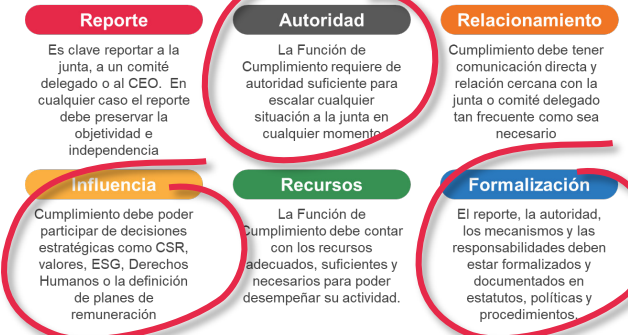 Reporte
Es clave reportar a la
junta, a un comité
delegado o al CEO. En
cualquier caso el reporte
debe preservar la
objetividad e
independencia
Autoridad
La Función de
Cumplimiento requiere de
autoridad suficiente para
escalar cualquier
situación a la junta en
cualquier momento
Relacionamiento
Cumplimiento debe tener
comunicación directa y
relación cercana con la
junta o comité delegado
tan frecuente como sea
necesario
Influencia
Cumplimiento debe poder
participar de decisiones
estratégicas como CSR,
valores, ESG, Derechos
Humanos o la definición
de planes de
remuneración
Recursos
La Función de
Cumplimiento debe contar
con los recursos
adecuados, suficientes y
necesarios para poder
desempeñar su actividad.
Formalización
El reporte, la autoridad,
los mecanismos y las
responsabilidades deben
estar formalizados y
documentados en
estatutos, políticas y
procedimientos.